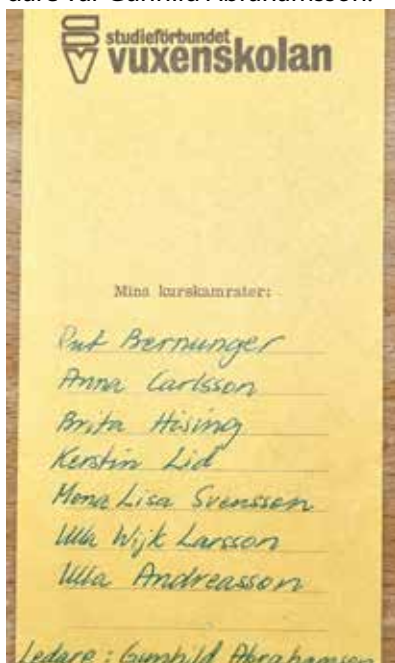 studieförbundet
vuxenskolan
Mina kurskamrater:
Rut Bernunger
Anna Carlsson
Brita Hising
Kerstin Lid
Mona Lisa Svensson
Ulla Wijk Larsson
Ulla Andreasson
Ledare: Gunhild Abrahamsson